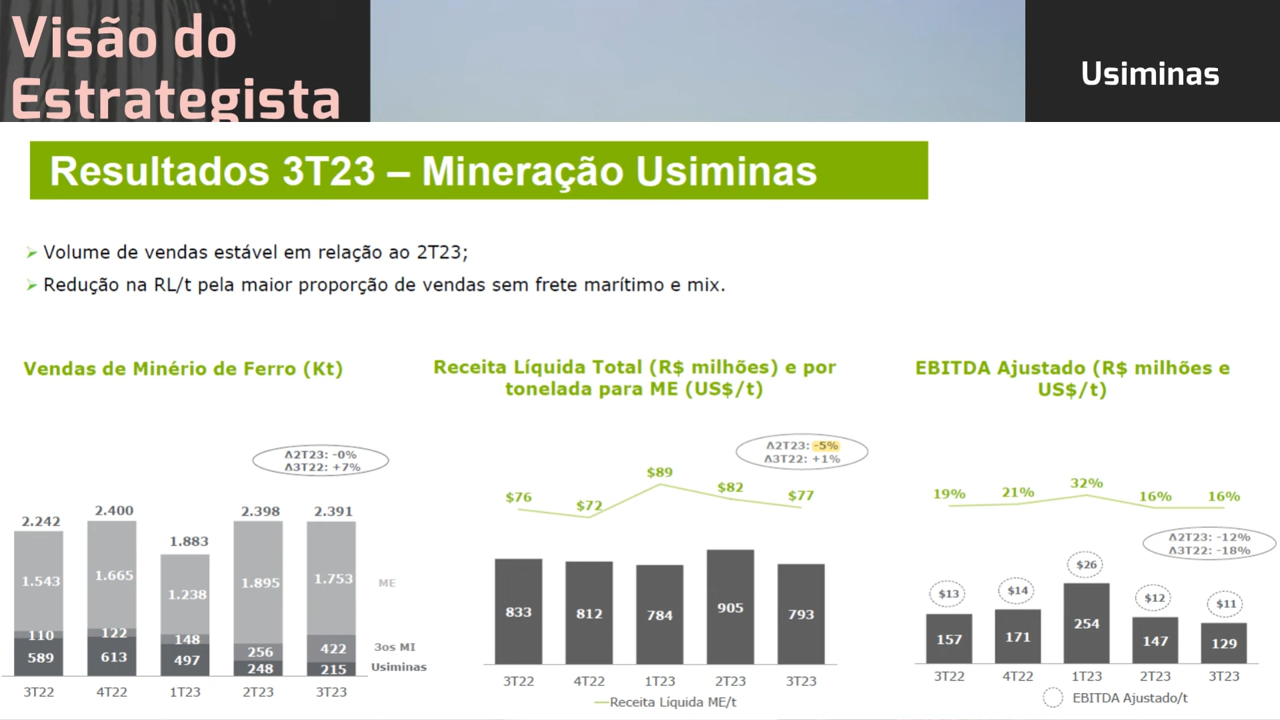 Visão do
Estrategista
Usiminas
Resultados 3T23 – Mineração Usiminas
Volume de vendas estável em relação ao 2T23;
Redução na RL/t pela maior proporção de vendas sem frete marítimo e mix.
Vendas de Minério de Ferro (Kt)
Δ2T23: -0%
Δ3T22: +7%
2.242 2.400 1.883 2.398 2.391
1.543 1.665 1.238 1.895 1.753 ME
110 122 148 256 422 3os MI
589 613 497 248 215 Usiminas
3T22 4T22 1T23 2T23 3T23
Receita Líquida Total (R$ milhões) e por
tonelada para ME (US$/t)
Δ2T23: -5%
Δ3T22: +1%
$76 $72 $89 $82 $77
833 812 784 905 793
3T22 4T22 1T23 2T23 3T23
Receita Líquida ME/t
EBITDA Ajustado (R$ milhões e
US$/t)
19% 21% 32% 16% 16%
Δ2T23: -12%
Δ3T22: -18%
$13 $14 $26 $12 $11
157 171 254 147 129
3T22 4T22 1T23 2T23 3T23
EBITDA Ajustado/t